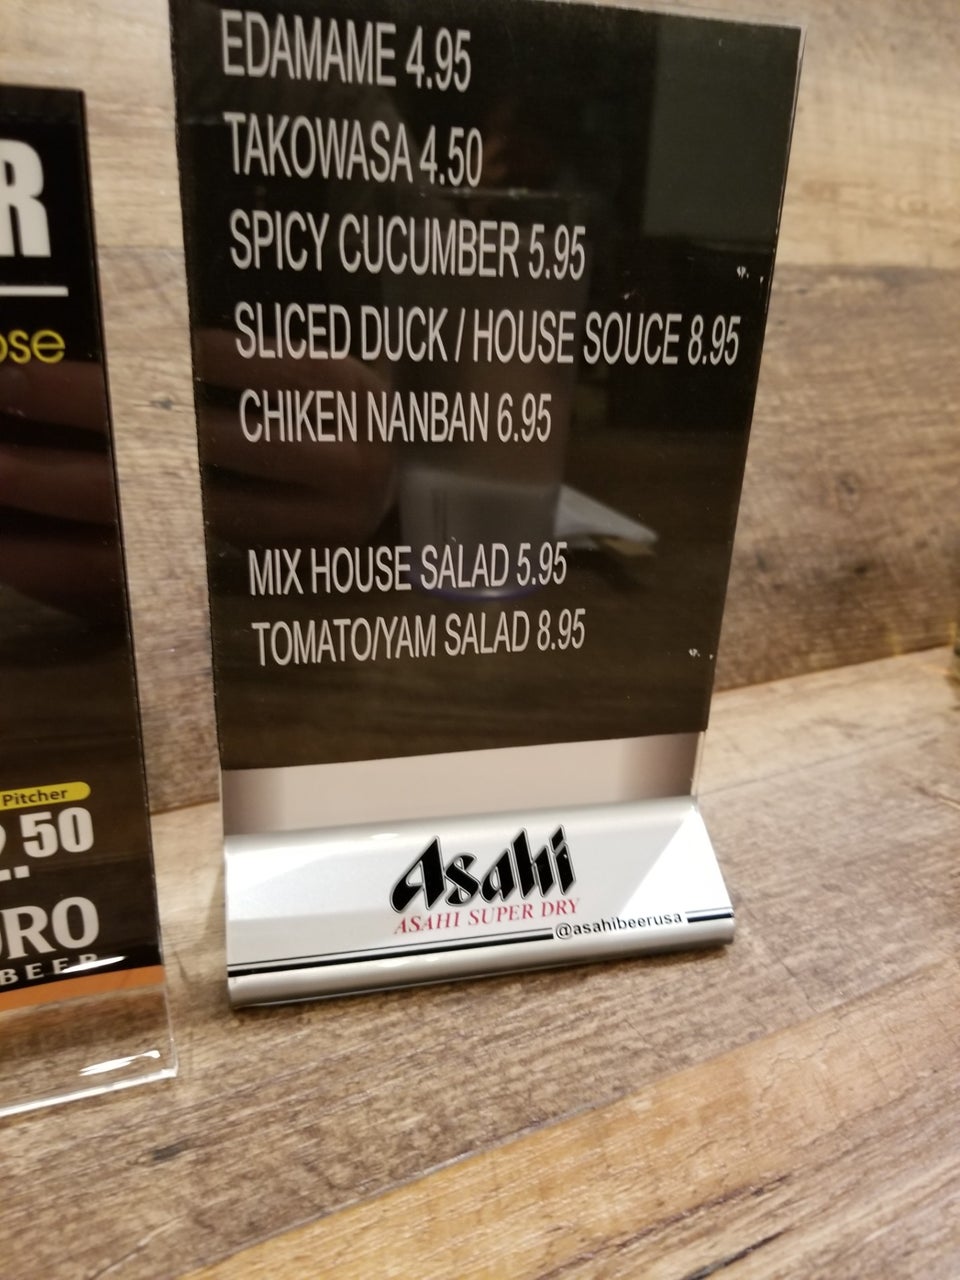 EDAMAME 4.95
TAKOWASA 4.50
SPICY CUCUMBER 5.95
SLICED DUCK / HOUSE SOUCE 8.95
CHIKEN NANBAN 6.95
MIX HOUSE SALAD 5.95
TOMATO/YAM SALAD 8.95
Asahi
ASAHI SUPER DRY
@asahibeerusa
R
ose
Pitcher
.50
URO
BEER